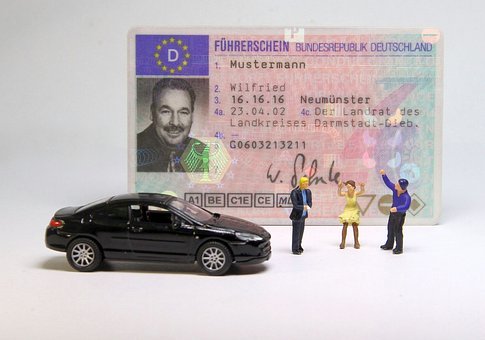 D FÜHRERSCHEIN BUNDESREPUBLIK DEUTSCHLAND
1. Mustermann
2. Wilfried
3. 16.16.16 Neumünster
4a. 23.04.02 4c. Der Landrat des
Landkreises Darmstadt-Dieb.
4b. —
5. G0603213211
A1 BE C1E CE